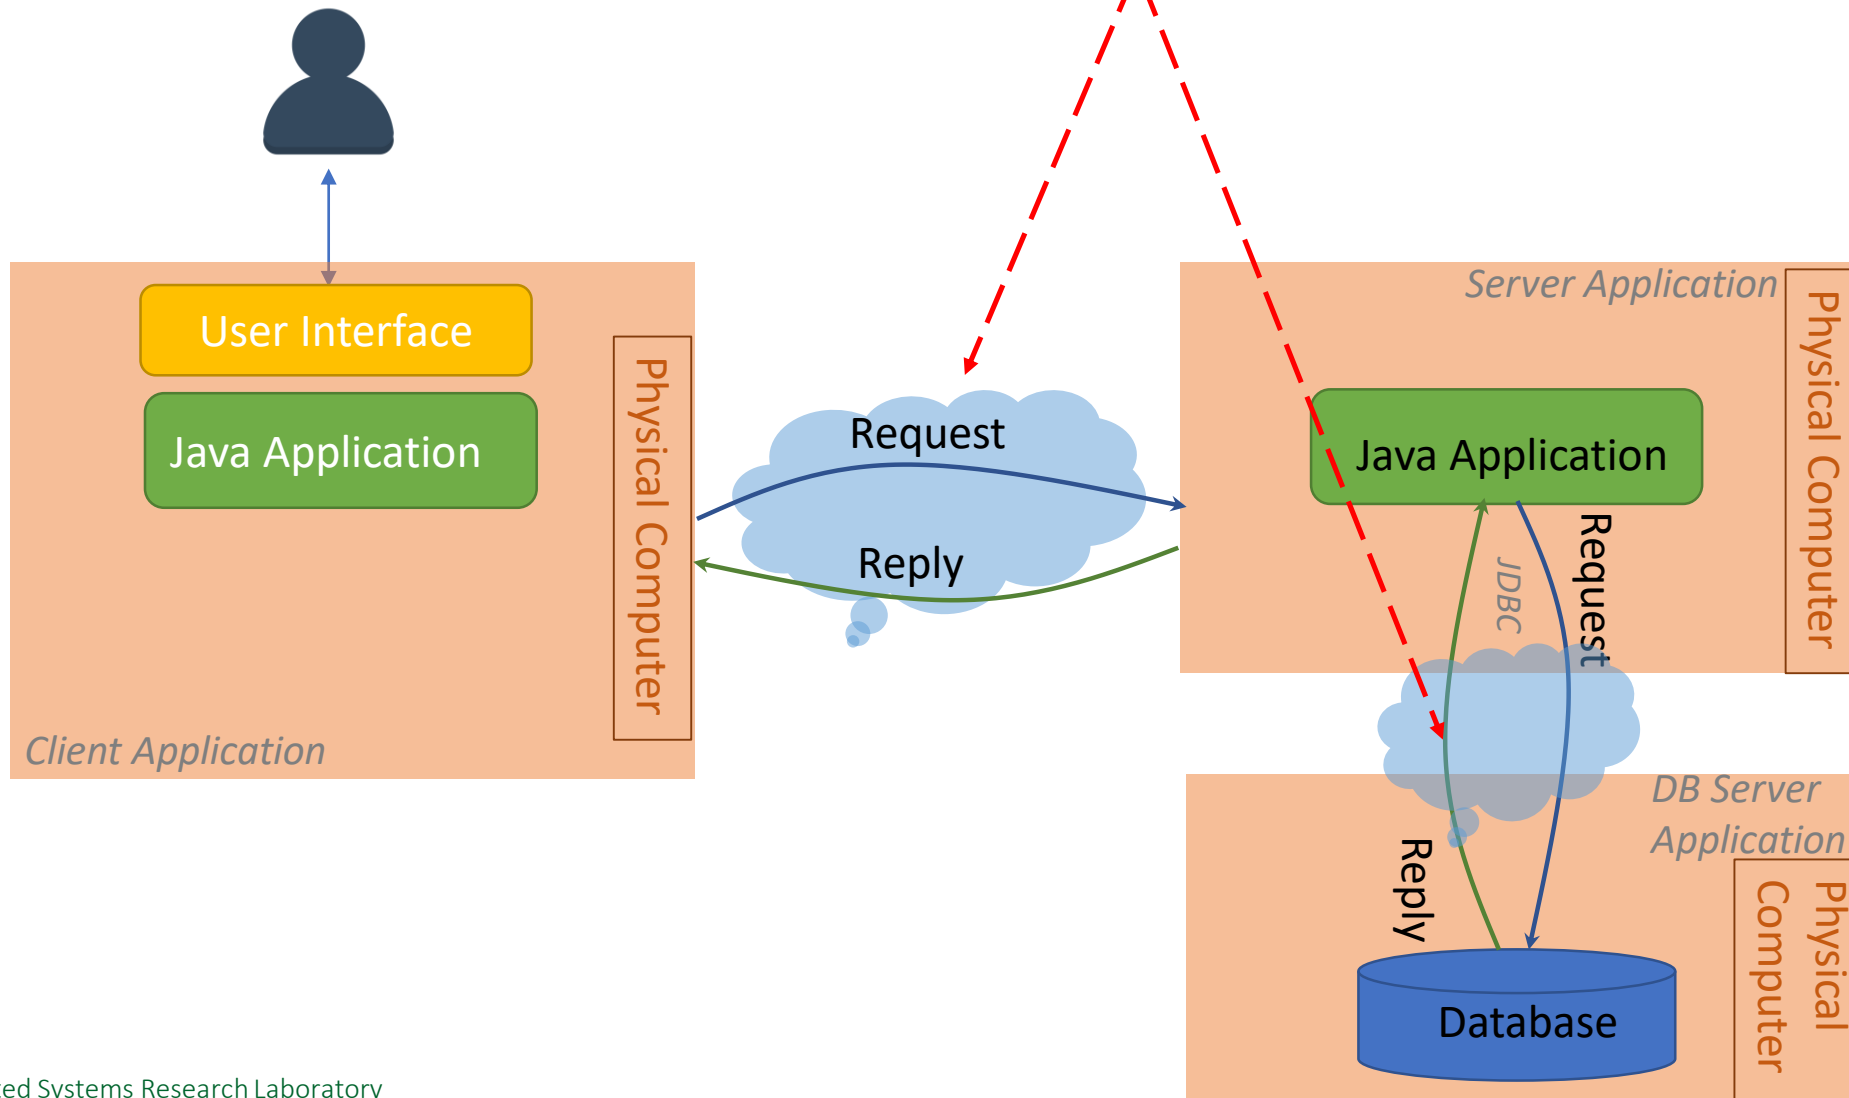 User Interface
Java Application
Physical Computer
Client Application
Request
Reply
Server Application
Physical Computer
Java Application
JDBC
Request
DB Server
Application
Physical
Computer
Reply
Database
Systems Research Laboratory